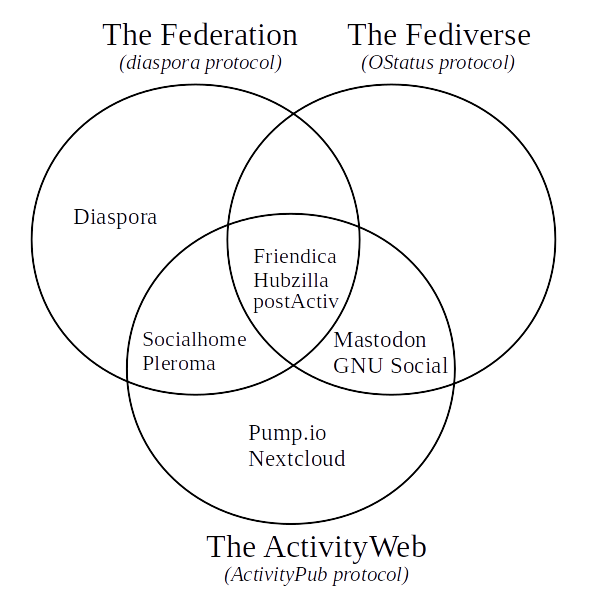 The Federation
(diaspora protocol)
The Fediverse
(OStatus protocol)
Diaspora
Friendica
Hubzilla
postActiv
Socialhome
Pleroma
Mastodon
GNU Social
Pump.io
Nextcloud
The ActivityWeb
(ActivityPub protocol)